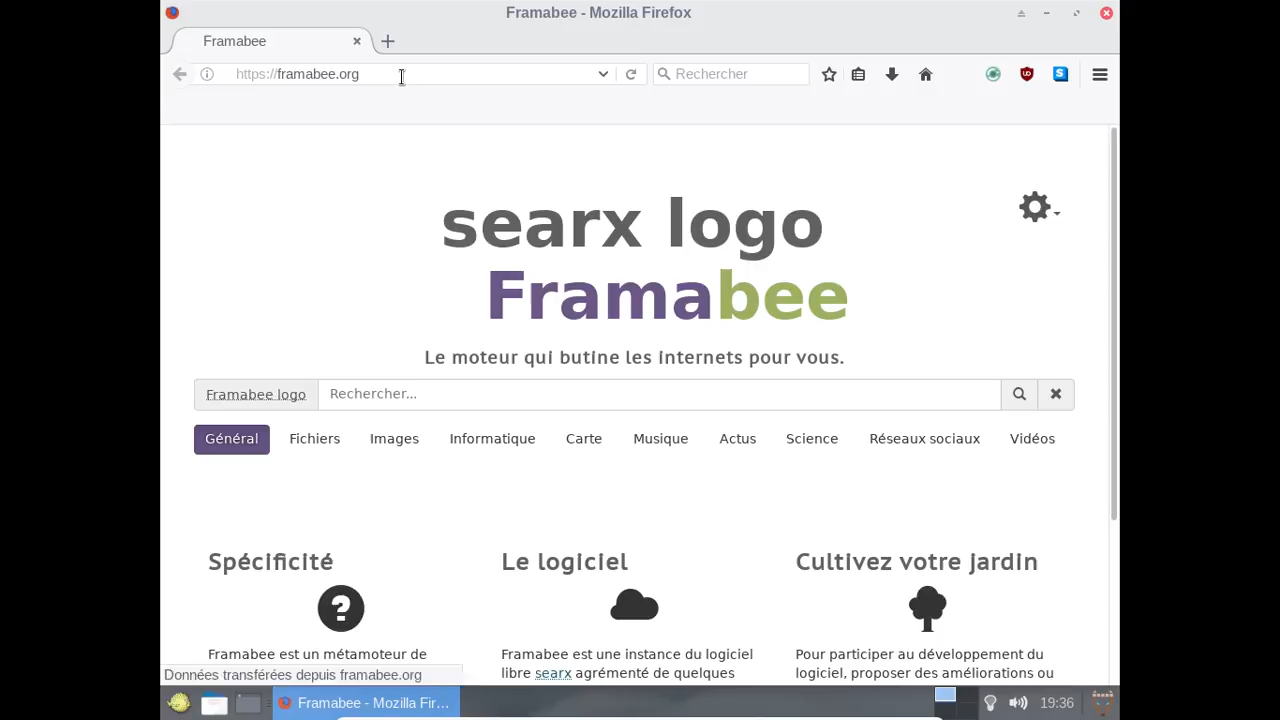 Framabee - Mozilla Firefox
Framabee
https://framabee.org
Rechercher
searx logo
Framabee
Le moteur qui butine les internets pour vous.
Framabee logo Rechercher...
Général Fichiers Images Informatique Carte Musique Actus Science Réseaux sociaux Vidéos
Spécificité
Framabee est un métamoteur de
Le logiciel
Framabee est une instance du logiciel
libre searx agrémenté de quelques
Cultivez votre jardin
Pour participer au développement du
logiciel, proposer des améliorations ou
Données transférées depuis framabee.org
Framabee - Mozilla Fir... 19:36